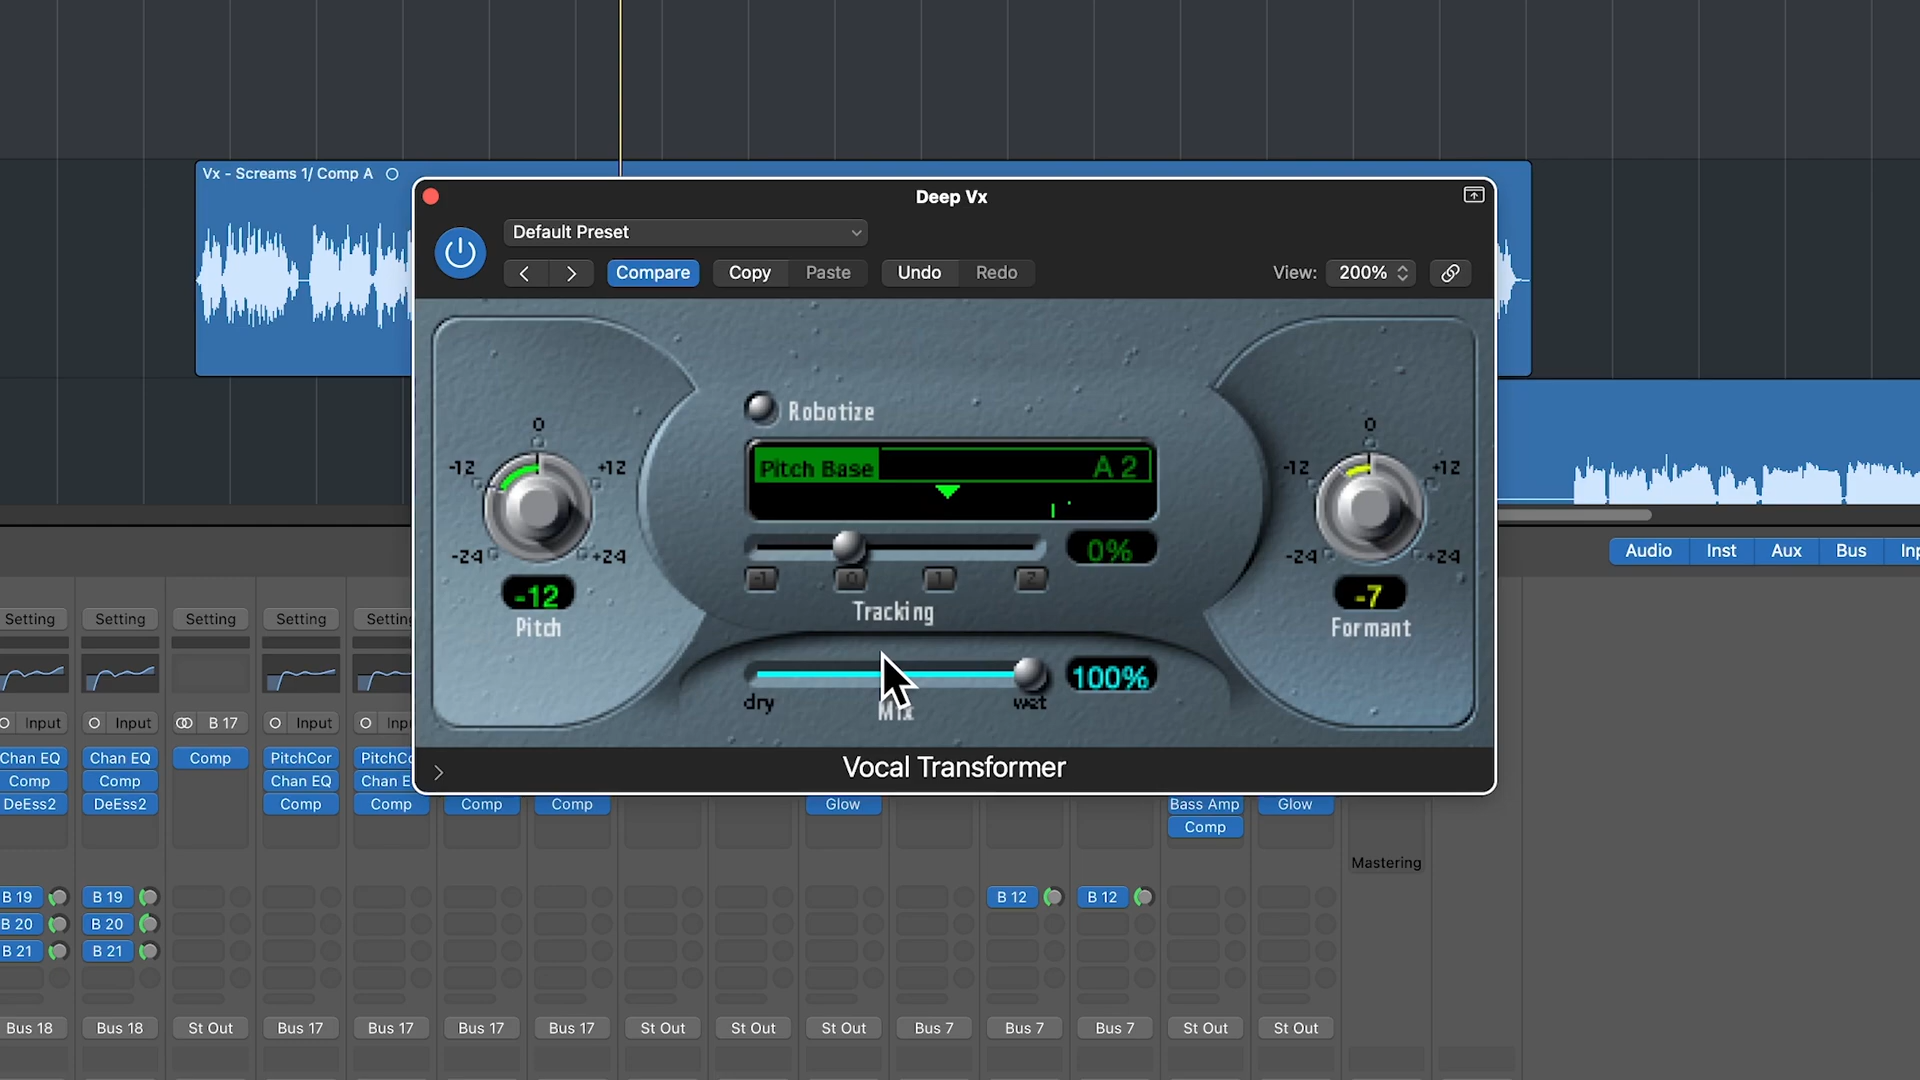 Vx - Screams 1/ Comp A
Deep Vx
Default Preset
Compare Copy Paste Undo Redo View: 200%
Robotize
Pitch Base A 2
0 -12 +12 -24 +24
-12
Pitch
0%
-1 0 1 2
Tracking
100%
dry wet
Mix
0 -12 +12 -24 +24
-7
Formant
Vocal Transformer
Audio Inst Aux Bus
Setting Setting Setting Setting
Input Input B 17 Input
Chan EQ Chan EQ Comp PitchCor
Comp Comp Chan EQ
DeEss2 DeEss2 Comp Comp Comp Comp Glow Bass Amp Glow
Comp
Mastering
B 19 B 19 B 12 B 12
B 20 B 20
B 21 B 21
Bus 18 Bus 18 St Out Bus 17 Bus 17 Bus 17 Bus 17 St Out St Out St Out Bus 7 Bus 7 Bus 7 St Out St Out